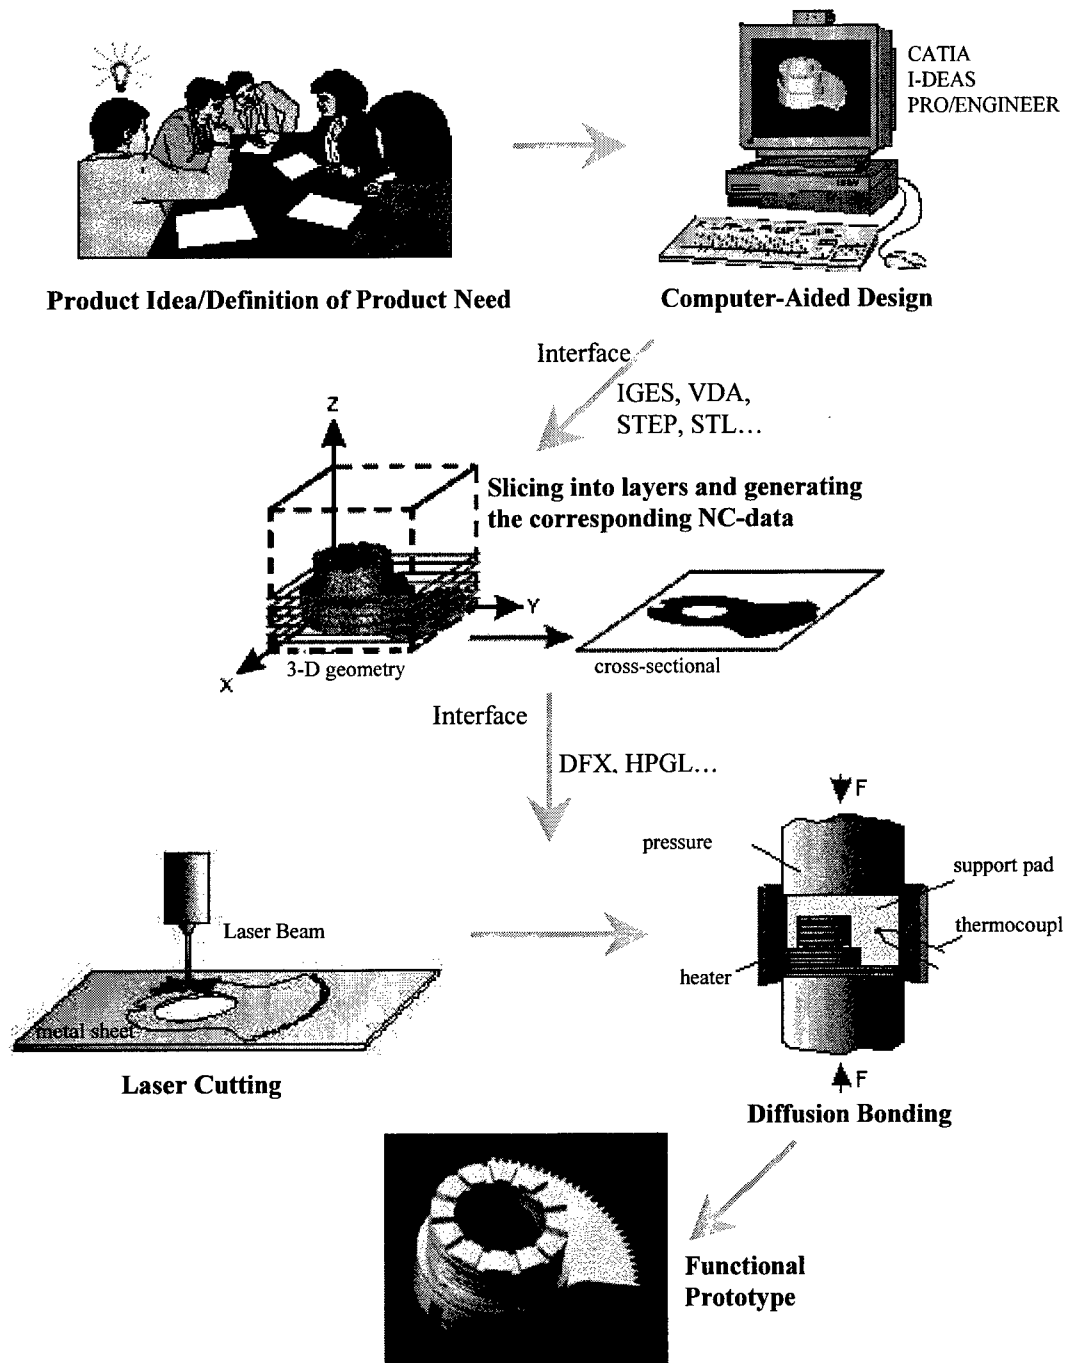 CATIA
I-DEAS
PRO/ENGINEER
Product Idea/Definition of Product Need
Computer-Aided Design
Interface
IGES, VDA,
STEP, STL...
Z
Slicing into layers and generating
the corresponding NC-data
Y
X
3-D geometry
cross-sectional
Interface
DFX, HPGL...
F
pressure
support pad
Laser Beam
thermocoupl
heater
metal sheet
Laser Cutting
F
Diffusion Bonding
Functional
Prototype